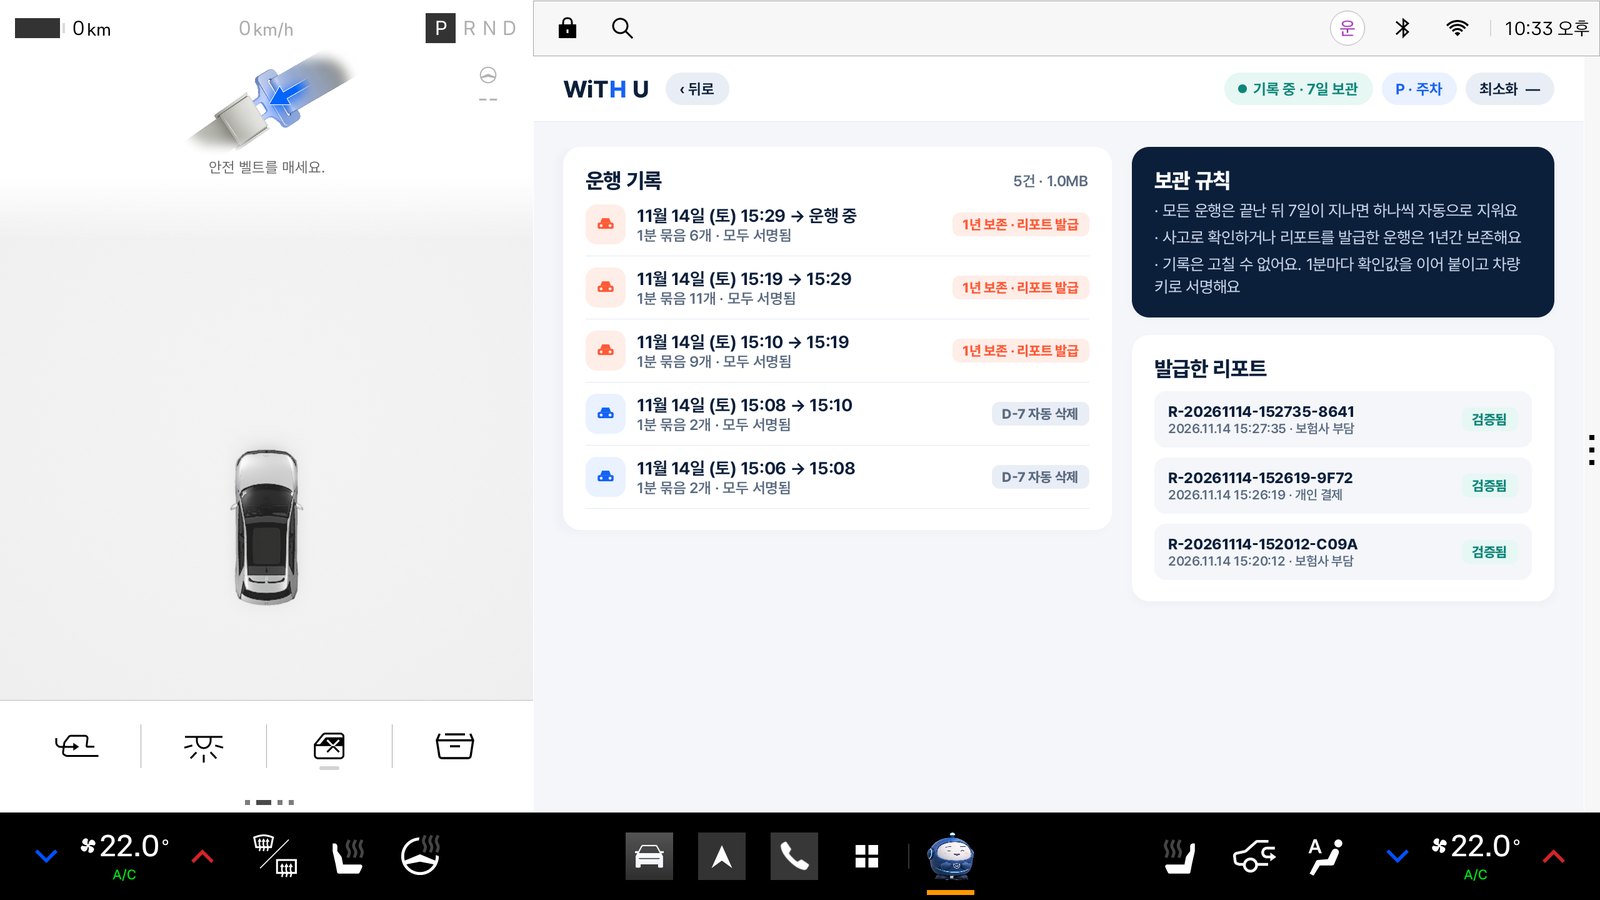 0 km
0 km/h
P R N D
안전 벨트를 매세요.
--
운
10:33 오후
WiTH U
‹ 뒤로
기록 중 · 7일 보관
P · 주차
최소화 —
운행 기록
5건 · 1.0MB
11월 14일 (토) 15:29 → 운행 중
1분 묶음 6개 · 모두 서명됨
1년 보존 · 리포트 발급
11월 14일 (토) 15:19 → 15:29
1분 묶음 11개 · 모두 서명됨
1년 보존 · 리포트 발급
11월 14일 (토) 15:10 → 15:19
1분 묶음 9개 · 모두 서명됨
1년 보존 · 리포트 발급
11월 14일 (토) 15:08 → 15:10
1분 묶음 2개 · 모두 서명됨
D-7 자동 삭제
11월 14일 (토) 15:06 → 15:08
1분 묶음 2개 · 모두 서명됨
D-7 자동 삭제
보관 규칙
· 모든 운행은 끝난 뒤 7일이 지나면 하나씩 자동으로 지워요
· 사고로 확인하거나 리포트를 발급한 운행은 1년간 보존해요
· 기록은 고칠 수 없어요. 1분마다 확인값을 이어 붙이고 차량
키로 서명해요
발급한 리포트
R-20261114-152735-8641
2026.11.14 15:27:35 · 보험사 부담
검증됨
R-20261114-152619-9F72
2026.11.14 15:26:19 · 개인 결제
검증됨
R-20261114-152012-C09A
2026.11.14 15:20:12 · 보험사 부담
검증됨
22.0°
A/C
A
22.0°
A/C